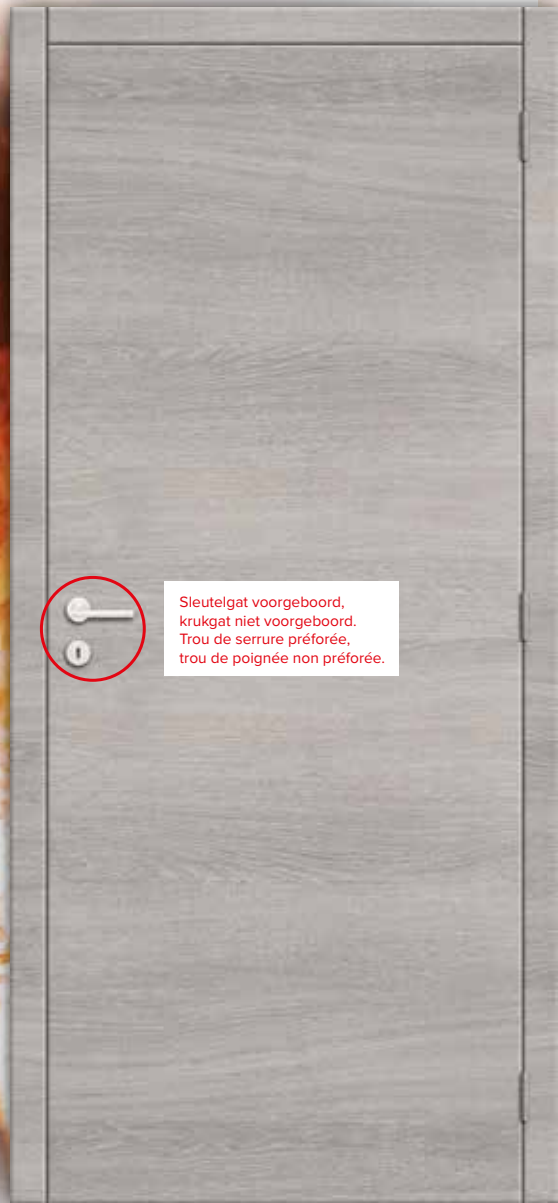 Sleutelgat voorgeboord,
krukgat niet voorgeboord.
Trou de serrure préforée,
trou de poignée non préforée.